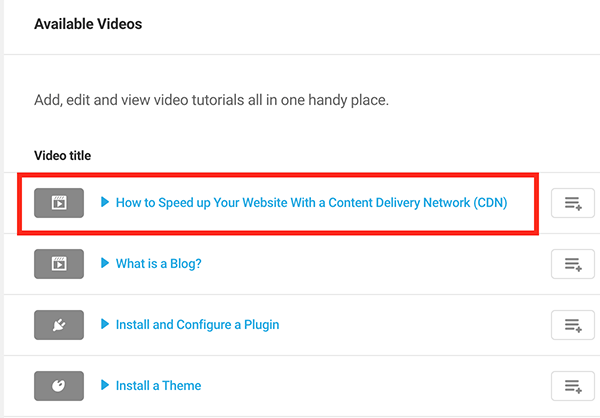 Available Videos
Add, edit and view video tutorials all in one handy place.
Video title
How to Speed up Your Website With a Content Delivery Network (CDN)
What is a Blog?
Install and Configure a Plugin
Install a Theme